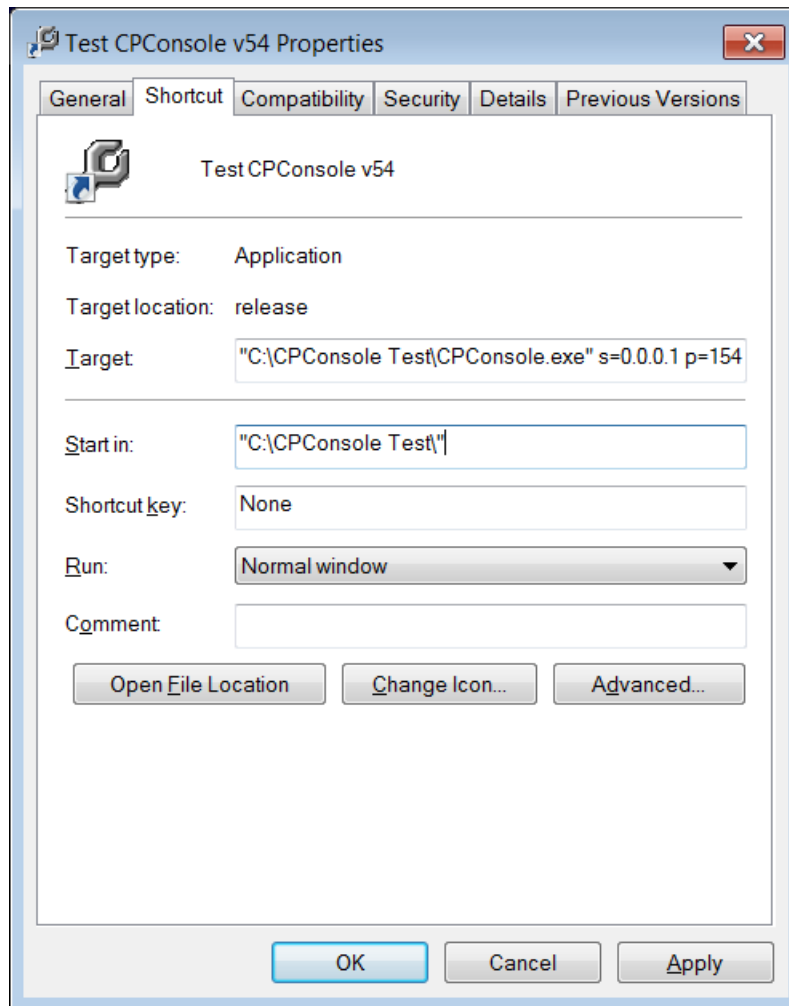 Test CPConsole v54 Properties
General Shortcut Compatibility Security Details Previous Versions
Test CPConsole v54
Target type: Application
Target location: release
Target: "C:\CPConsole Test\CPConsole.exe" s=0.0.0.1 p=154
Start in: "C:\CPConsole Test\"
Shortcut key: None
Run: Normal window
Comment:
Open File Location Change Icon... Advanced...
OK Cancel Apply